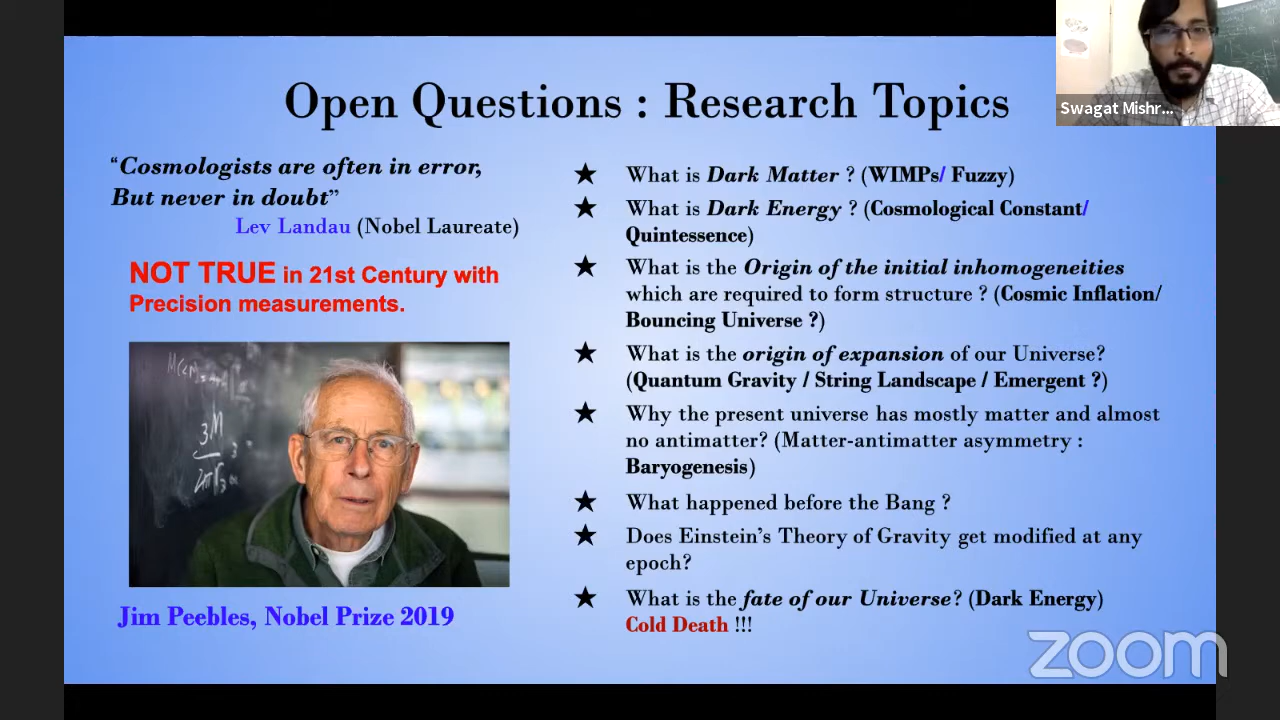 Open Questions : Research Topics
Swagat Mishr...
“Cosmologists are often in error,
But never in doubt”
Lev Landau (Nobel Laureate)
NOT TRUE in 21st Century with
Precision measurements.
Jim Peebles, Nobel Prize 2019
★ What is Dark Matter ? (WIMPs/ Fuzzy)
★ What is Dark Energy ? (Cosmological Constant/
Quintessence)
★ What is the Origin of the initial inhomogeneities
which are required to form structure ? (Cosmic Inflation/
Bouncing Universe ?)
★ What is the origin of expansion of our Universe?
(Quantum Gravity / String Landscape / Emergent ?)
★ Why the present universe has mostly matter and almost
no antimatter? (Matter-antimatter asymmetry :
Baryogenesis)
★ What happened before the Bang ?
★ Does Einstein’s Theory of Gravity get modified at any
epoch?
★ What is the fate of our Universe? (Dark Energy)
Cold Death !!!
zoom